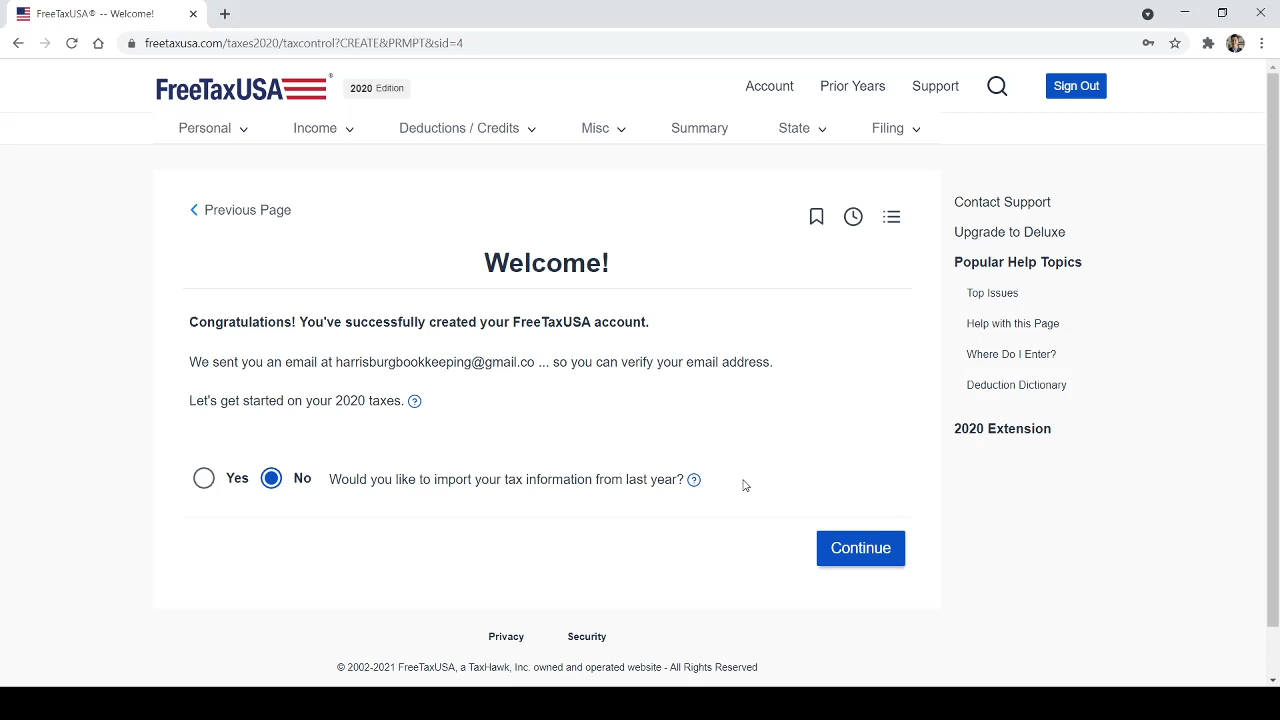 FreeTaxUSA® -- Welcome!
freetaxusa.com/taxes2020/taxcontrol?CREATE&PRMPT&sid=4
FreeTaxUSA® 2020 Edition
Account Prior Years Support Sign Out
Personal Income Deductions / Credits Misc Summary State Filing
Previous Page
Welcome!
Congratulations! You've successfully created your FreeTaxUSA account.
We sent you an email at harrisburgbookkeeping@gmail.co ... so you can verify your email address.
Let's get started on your 2020 taxes. ?
Yes No Would you like to import your tax information from last year? ?
Continue
Contact Support
Upgrade to Deluxe
Popular Help Topics
Top Issues
Help with this Page
Where Do I Enter?
Deduction Dictionary
2020 Extension
Privacy Security
© 2002-2021 FreeTaxUSA, a TaxHawk, Inc. owned and operated website - All Rights Reserved